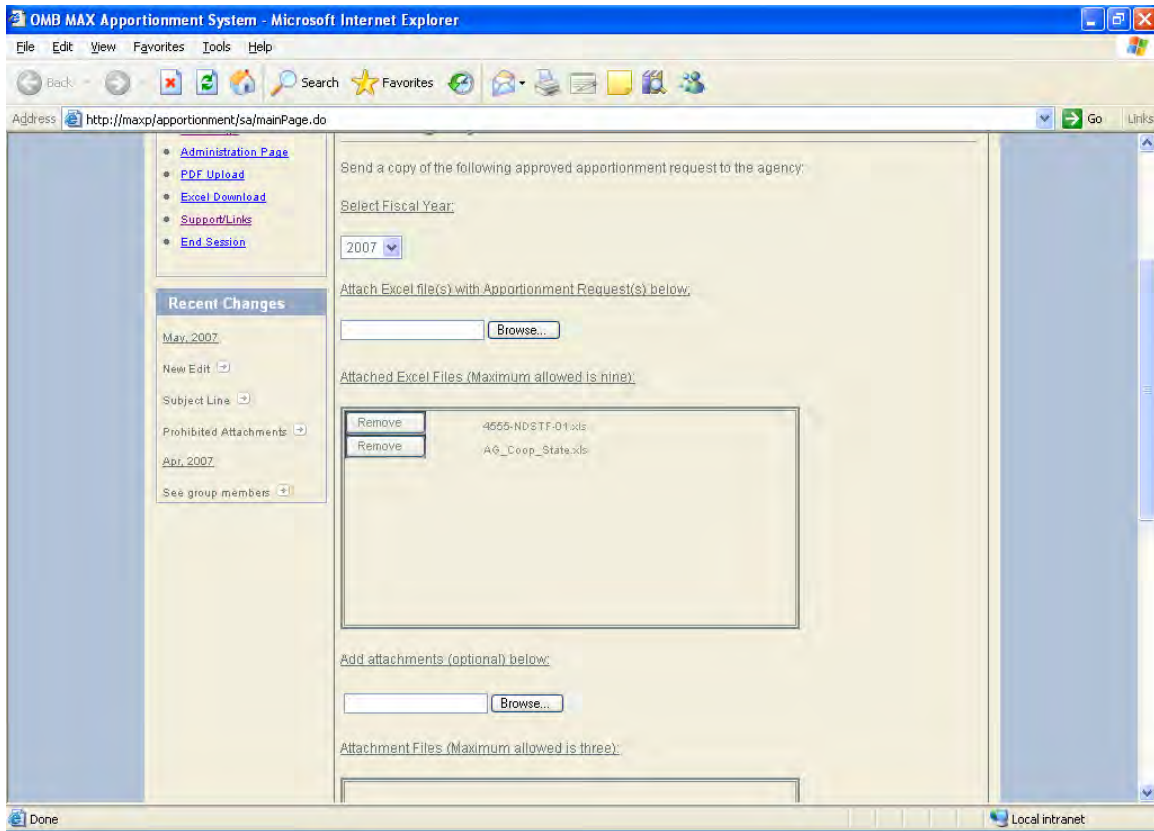 OMB MAX Apportionment System - Microsoft Internet Explorer
File Edit View Favorites Tools Help
Back Search Favorites
Address http://maxp/apportionment/sa/mainPage.do Go Links
Administration Page
PDF Upload
Excel Download
Support/Links
End Session
Recent Changes
May, 2007
New Edit
Subject Line
Prohibited Attachments
Apr, 2007
See group members
Send a copy of the following approved apportionment request to the agency:
Select Fiscal Year:
2007
Attach Excel file(s) with Apportionment Request(s) below:
Browse...
Attached Excel Files (Maximum allowed is nine):
Remove 4555-NDSTF-01.xls
Remove AG_Coop_State.xls
Add attachments (optional) below:
Browse...
Attachment Files (Maximum allowed is three):
Done Local intranet